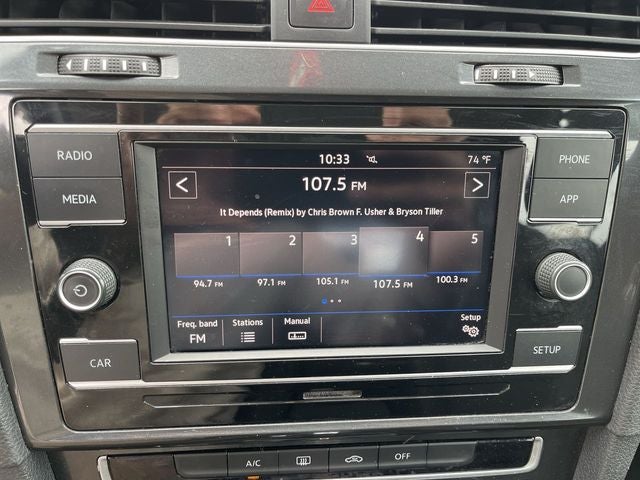 RADIO
MEDIA
CAR
PHONE
APP
SETUP
10:33 74 °F
107.5 FM
It Depends (Remix) by Chris Brown F. Usher & Bryson Tiller
1 2 3 4 5
94.7 FM 97.1 FM 105.1 FM 107.5 FM 100.3 FM
Freq. band Stations Manual Setup
FM
A/C OFF